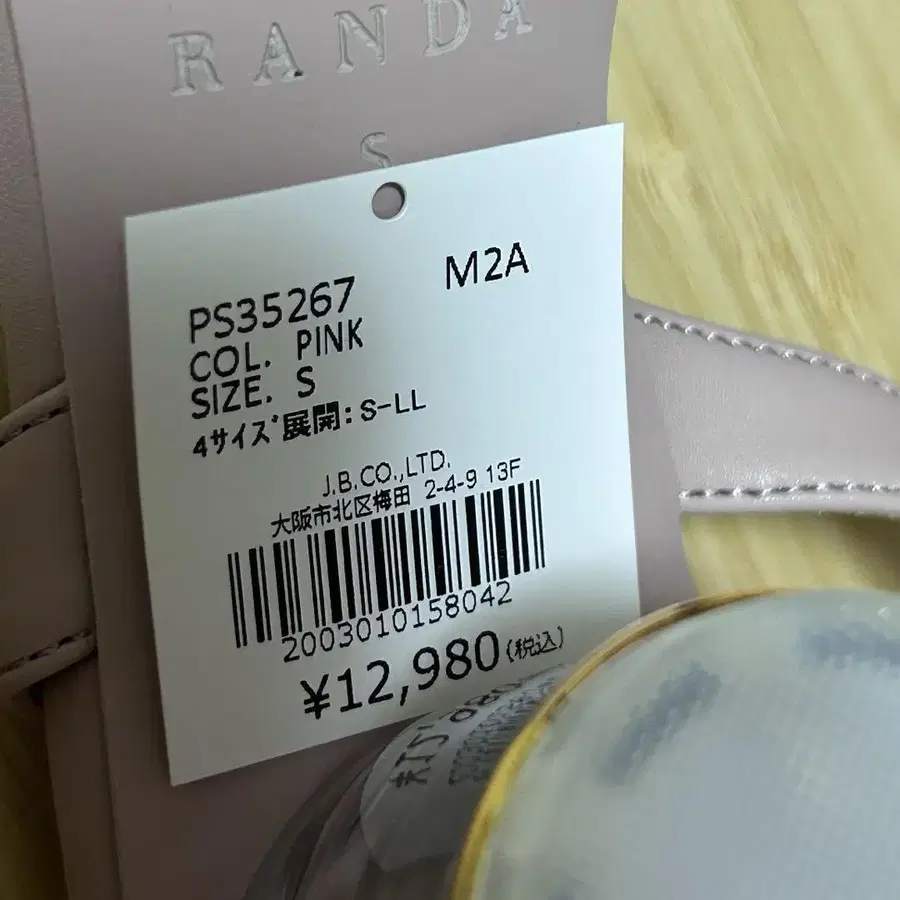 RANDA
S
PS35267 M2A
COL. PINK
SIZE. S
4サイズ展開:S-LL
J.B.CO.,LTD.
大阪市北区梅田 2-4-9 13F
2003010158042
¥12,980(税込)